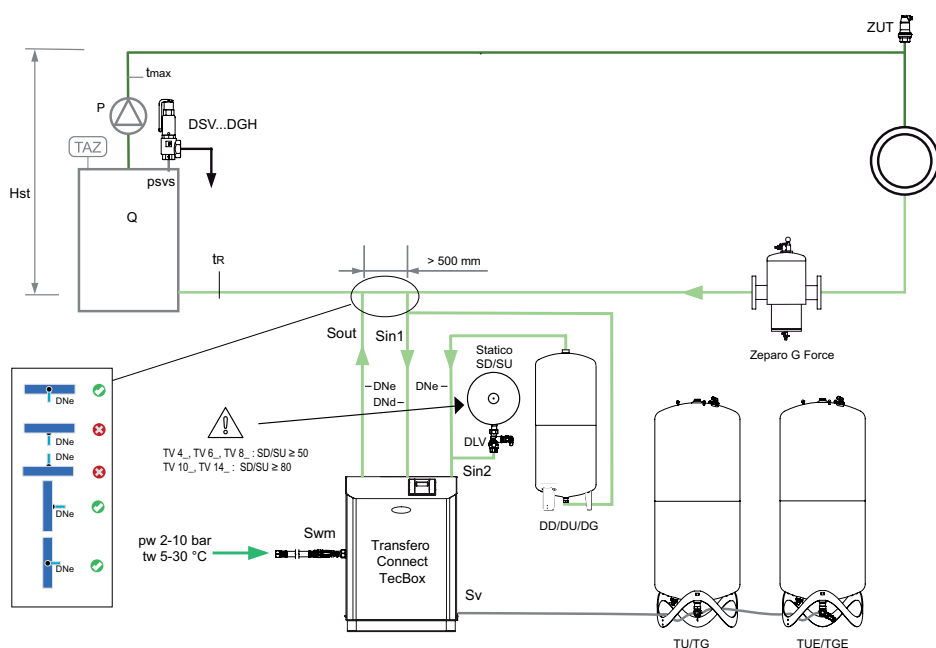 ZUT
tmax
P
DSV...DGH
TAZ
psvs
Hst
Q
> 500 mm
tR
Zeparo G Force
Sout
Sin1
Statico
SD/SU
DNe
DNe
DNd
DNe
DNe
DNe
DLV
TV 4_, TV 6_, TV 8_ : SD/SU ≥ 50
TV 10_, TV 14_ : SD/SU ≥ 80
Sin2
DNe
DD/DU/DG
pw 2-10 bar
tw 5-30 °C
Swm
Transfero
Connect
TecBox
DNe
Sv
TU/TG
TUE/TGE